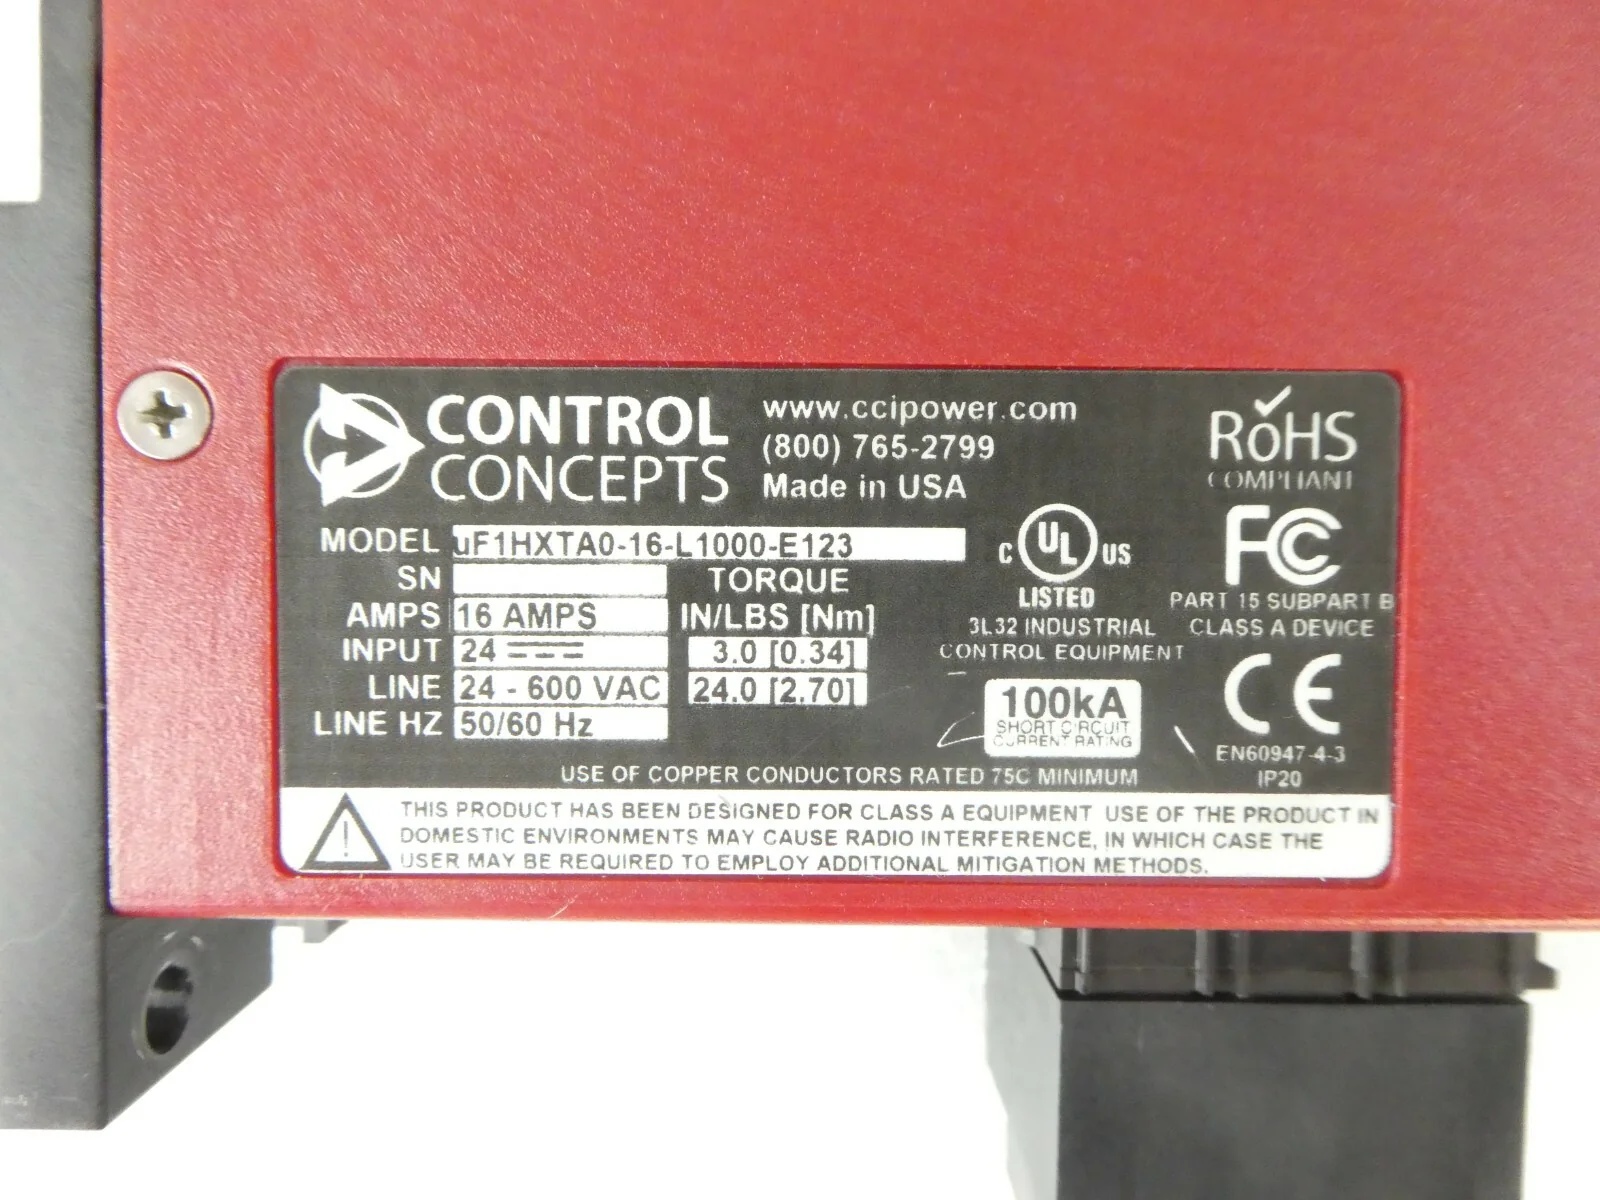 CONTROL
CONCEPTS
www.ccipower.com
(800) 765-2799
Made in USA
RoHS
COMPLIANT
MODEL uF1HXTA0-16-L1000-E123
SN
AMPS 16 AMPS
INPUT 24
LINE 24 - 600 VAC
LINE HZ 50/60 Hz
TORQUE
IN/LBS [Nm]
3.0 [0.34]
24.0 [2.70]
C UL US
LISTED
3L32 INDUSTRIAL
CONTROL EQUIPMENT
100kA
SHORT CIRCUIT
CURRENT RATING
FC
PART 15 SUBPART B
CLASS A DEVICE
CE
EN60947-4-3
IP20
USE OF COPPER CONDUCTORS RATED 75C MINIMUM
THIS PRODUCT HAS BEEN DESIGNED FOR CLASS A EQUIPMENT USE OF THE PRODUCT IN
DOMESTIC ENVIRONMENTS MAY CAUSE RADIO INTERFERENCE, IN WHICH CASE THE
USER MAY BE REQUIRED TO EMPLOY ADDITIONAL MITIGATION METHODS.